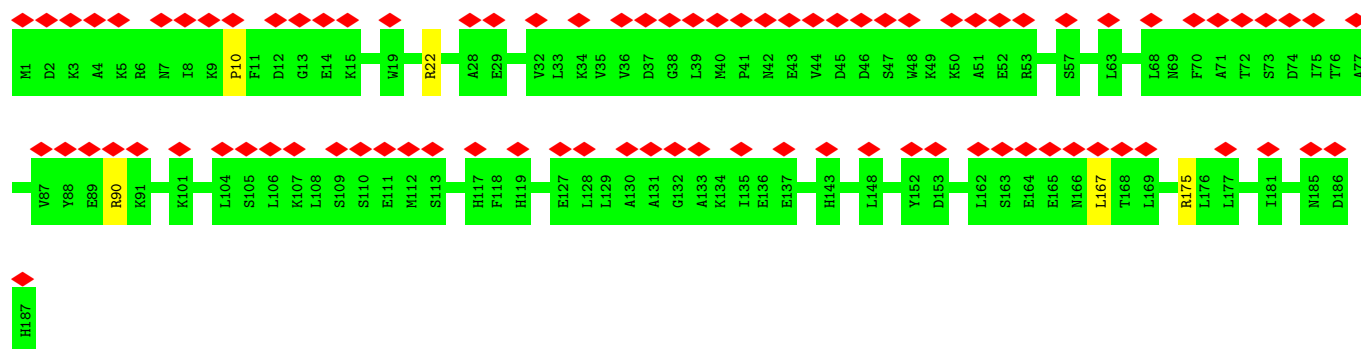 M1 D2 K3 A4 K5 R6 N7 I8 K9 P10 F11 D12 G13 E14 K15 W19 R22 A28 E29 V32 L33 K34 V35 V36 D37 G38 L39 M40 P41 N42 E43 V44 D45 D46 S47 W48 K49 K50 A51 E52 R53 S57 L63 L68 N69 F70 A71 T72 S73 D74 I75 T76 A77
V87 Y88 E89 R90 K91 K101 L104 S105 L106 K107 L108 S109 S110 E111 M112 S113 H117 F118 H119 E127 L128 L129 A130 A131 G132 A133 K134 I135 E136 E137 H143 L148 Y152 D153 L162 S163 E164 E165 N166 L167 T168 L169 R175 L176 L177 I181 N185 D186
H187